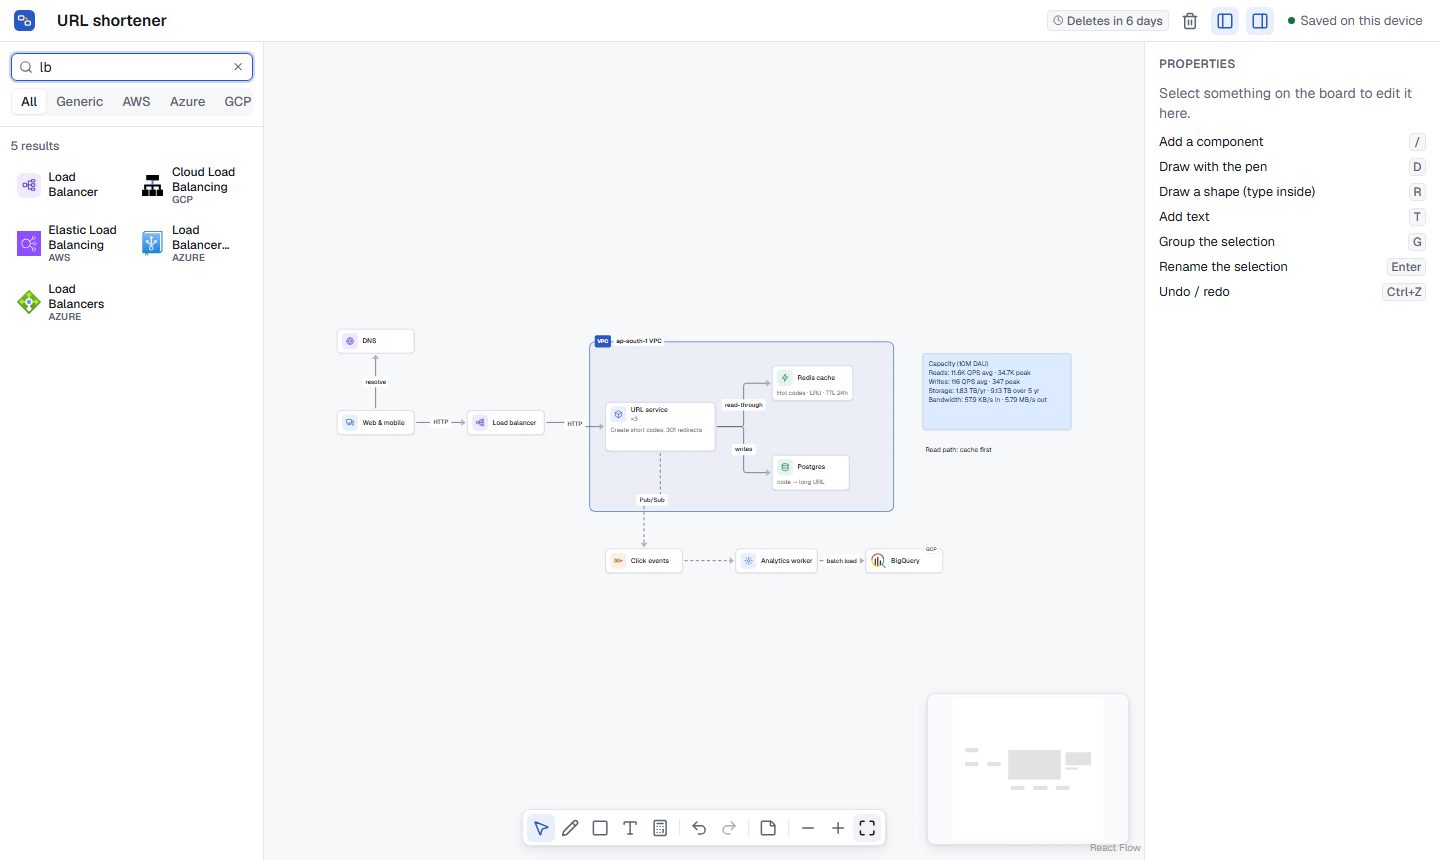 URL shortener
Deletes in 6 days
Saved on this device
lb
All
Generic
AWS
Azure
GCP
5 results
Load
Balancer
Cloud Load
Balancing
GCP
Elastic Load
Balancing
AWS
Load
Balancer...
AZURE
Load
Balancers
AZURE
DNS
resolve
Web & mobile
HTTP
Load balancer
HTTP
VPC
ap-south-1 VPC
URL service
×3
Create short codes, 301 redirects
read-through
writes
Redis cache
Hot codes · LRU · TTL 24h
Postgres
code → long URL
Pub/Sub
Click events
Analytics worker
batch load
GCP
BigQuery
Capacity (10M DAU)
Reads: 11.6K QPS avg · 34.7K peak
Writes: 116 QPS avg · 347 peak
Storage: 1.83 TB/yr · 9.13 TB over 5 yr
Bandwidth: 57.9 KB/s in · 5.79 MB/s out
Read path: cache first
React Flow
PROPERTIES
Select something on the board to edit it
here.
Add a component /
Draw with the pen D
Draw a shape (type inside) R
Add text T
Group the selection G
Rename the selection Enter
Undo / redo Ctrl+Z